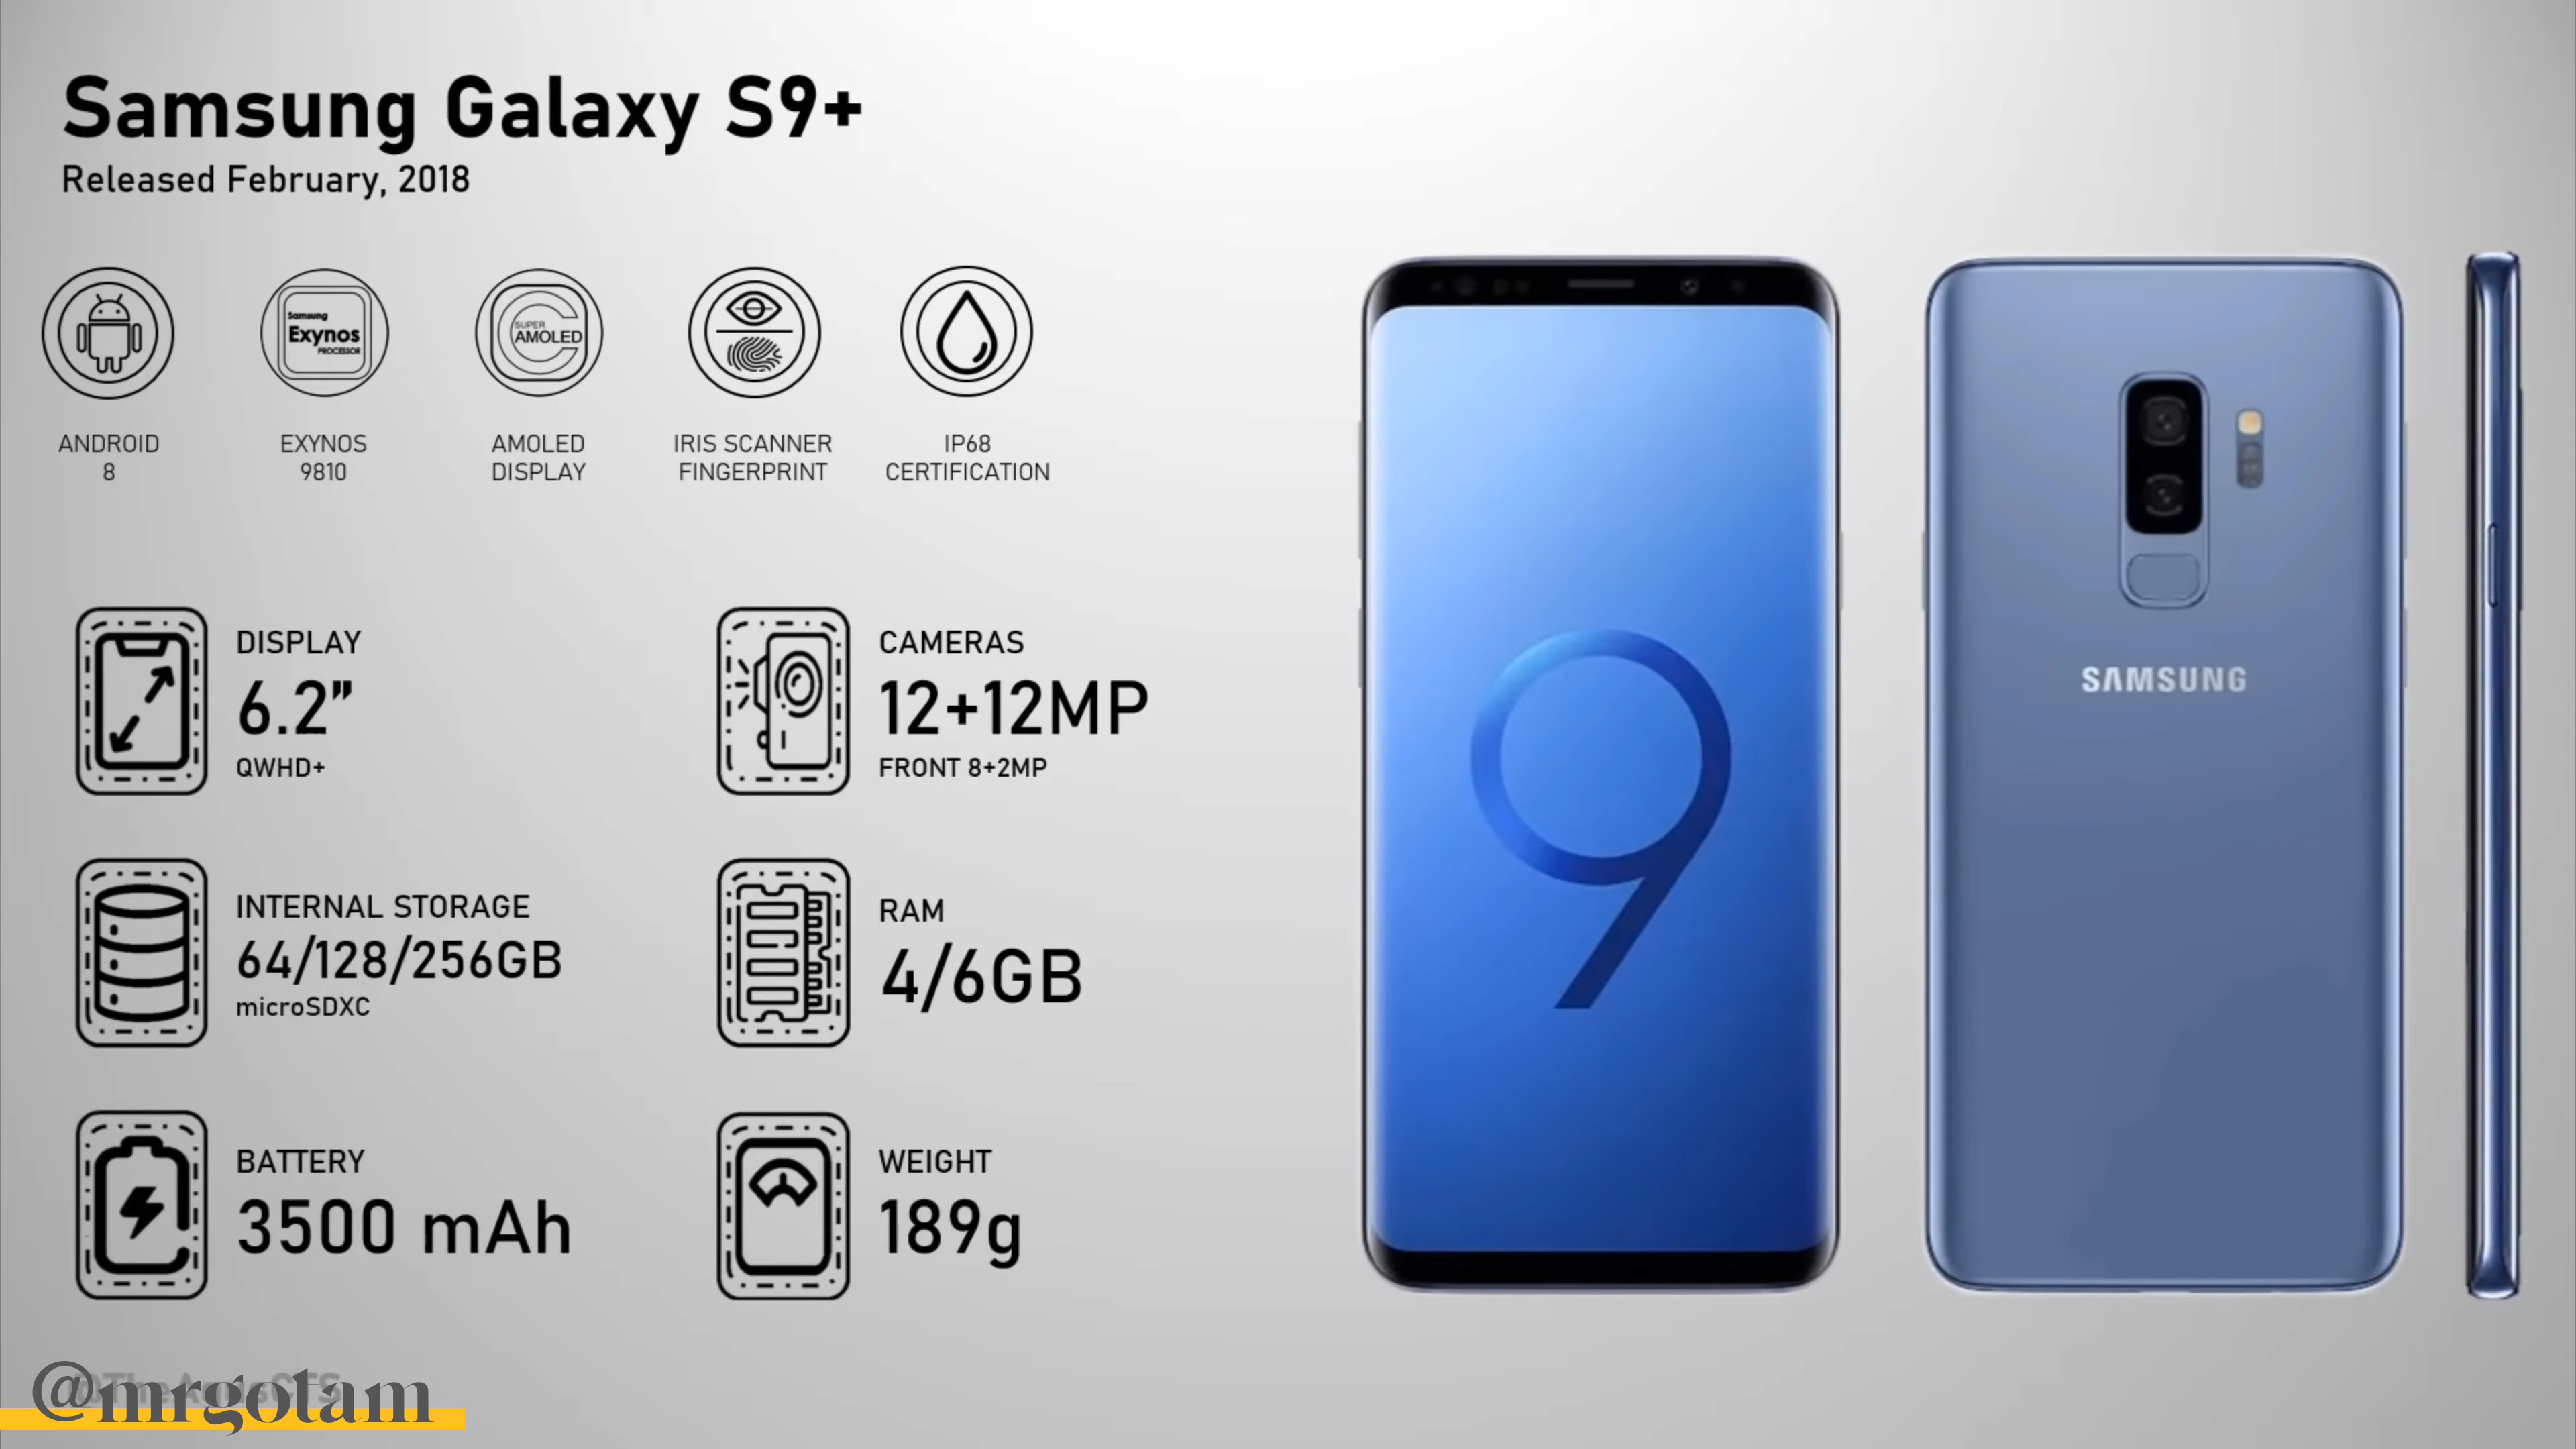 Samsung Galaxy S9+
Released February, 2018
Samsung
Exynos
PROCESSOR
SUPER
AMOLED
ANDROID
8
EXYNOS
9810
AMOLED
DISPLAY
IRIS SCANNER
FINGERPRINT
IP68
CERTIFICATION
DISPLAY
6.2”
QWHD+
CAMERAS
12+12MP
FRONT 8+2MP
INTERNAL STORAGE
64/128/256GB
microSDXC
RAM
4/6GB
BATTERY
3500 mAh
WEIGHT
189g
9
SAMSUNG
@mrgotam